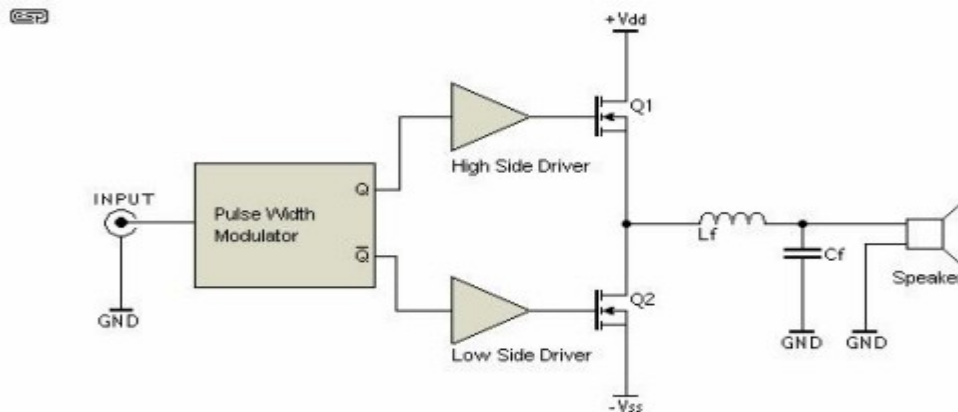 esp
+Vdd
Q1
High Side Driver
INPUT
Pulse Width
Modulator
Q
Q̅
GND
Lf
Cf
Speaker
Q2
GND
GND
Low Side Driver
-Vss